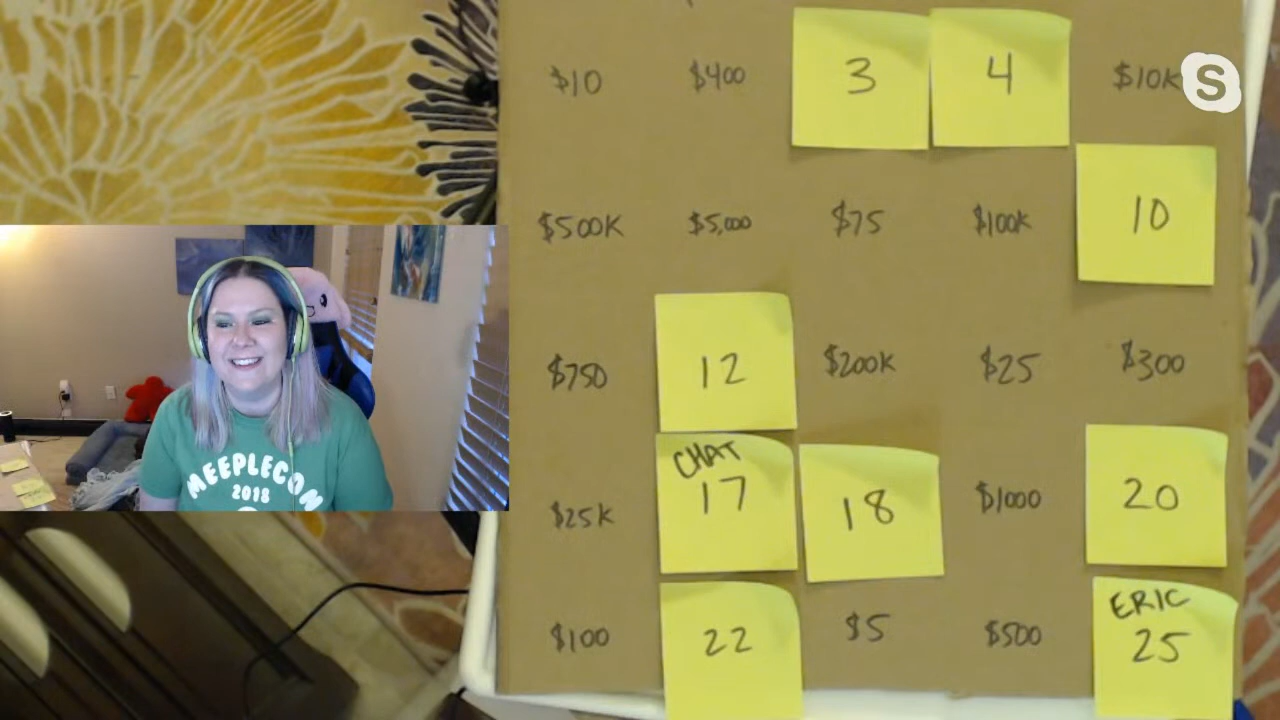 $10 $400 3 4 $10K
$500K $5,000 $75 $100K 10
$750 12 $200K $25 $300
CHAT
$25K 17 18 $1000 20
ERIC
$100 22 $5 $500 25
MEEPLECON
2018
S